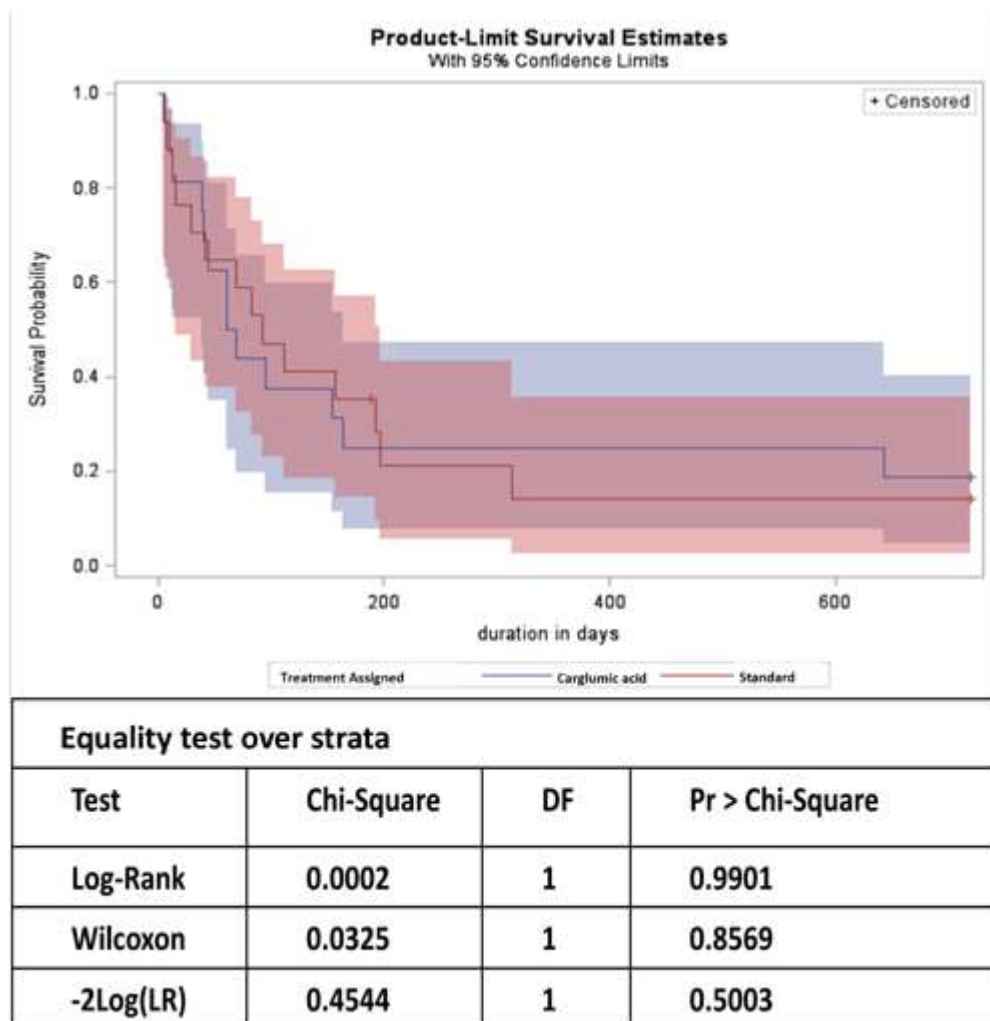 Product-Limit Survival Estimates
With 95% Confidence Limits
+ Censored
1.0
0.8
0.6
0.4
0.2
0.0
Survival Probability
0 200 400 600
duration in days
Treatment Assigned Carglumic acid Standard
Equality test over strata
Test Chi-Square DF Pr > Chi-Square
Log-Rank 0.0002 1 0.9901
Wilcoxon 0.0325 1 0.8569
-2Log(LR) 0.4544 1 0.5003